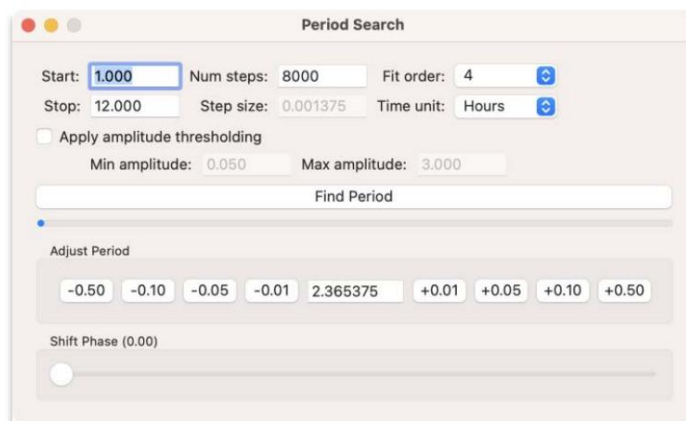 Period Search
Start: 1.000 Num steps: 8000 Fit order: 4
Stop: 12.000 Step size: 0.001375 Time unit: Hours
Apply amplitude thresholding
Min amplitude: 0.050 Max amplitude: 3.000
Find Period
Adjust Period
-0.50 -0.10 -0.05 -0.01 2.365375 +0.01 +0.05 +0.10 +0.50
Shift Phase (0.00)